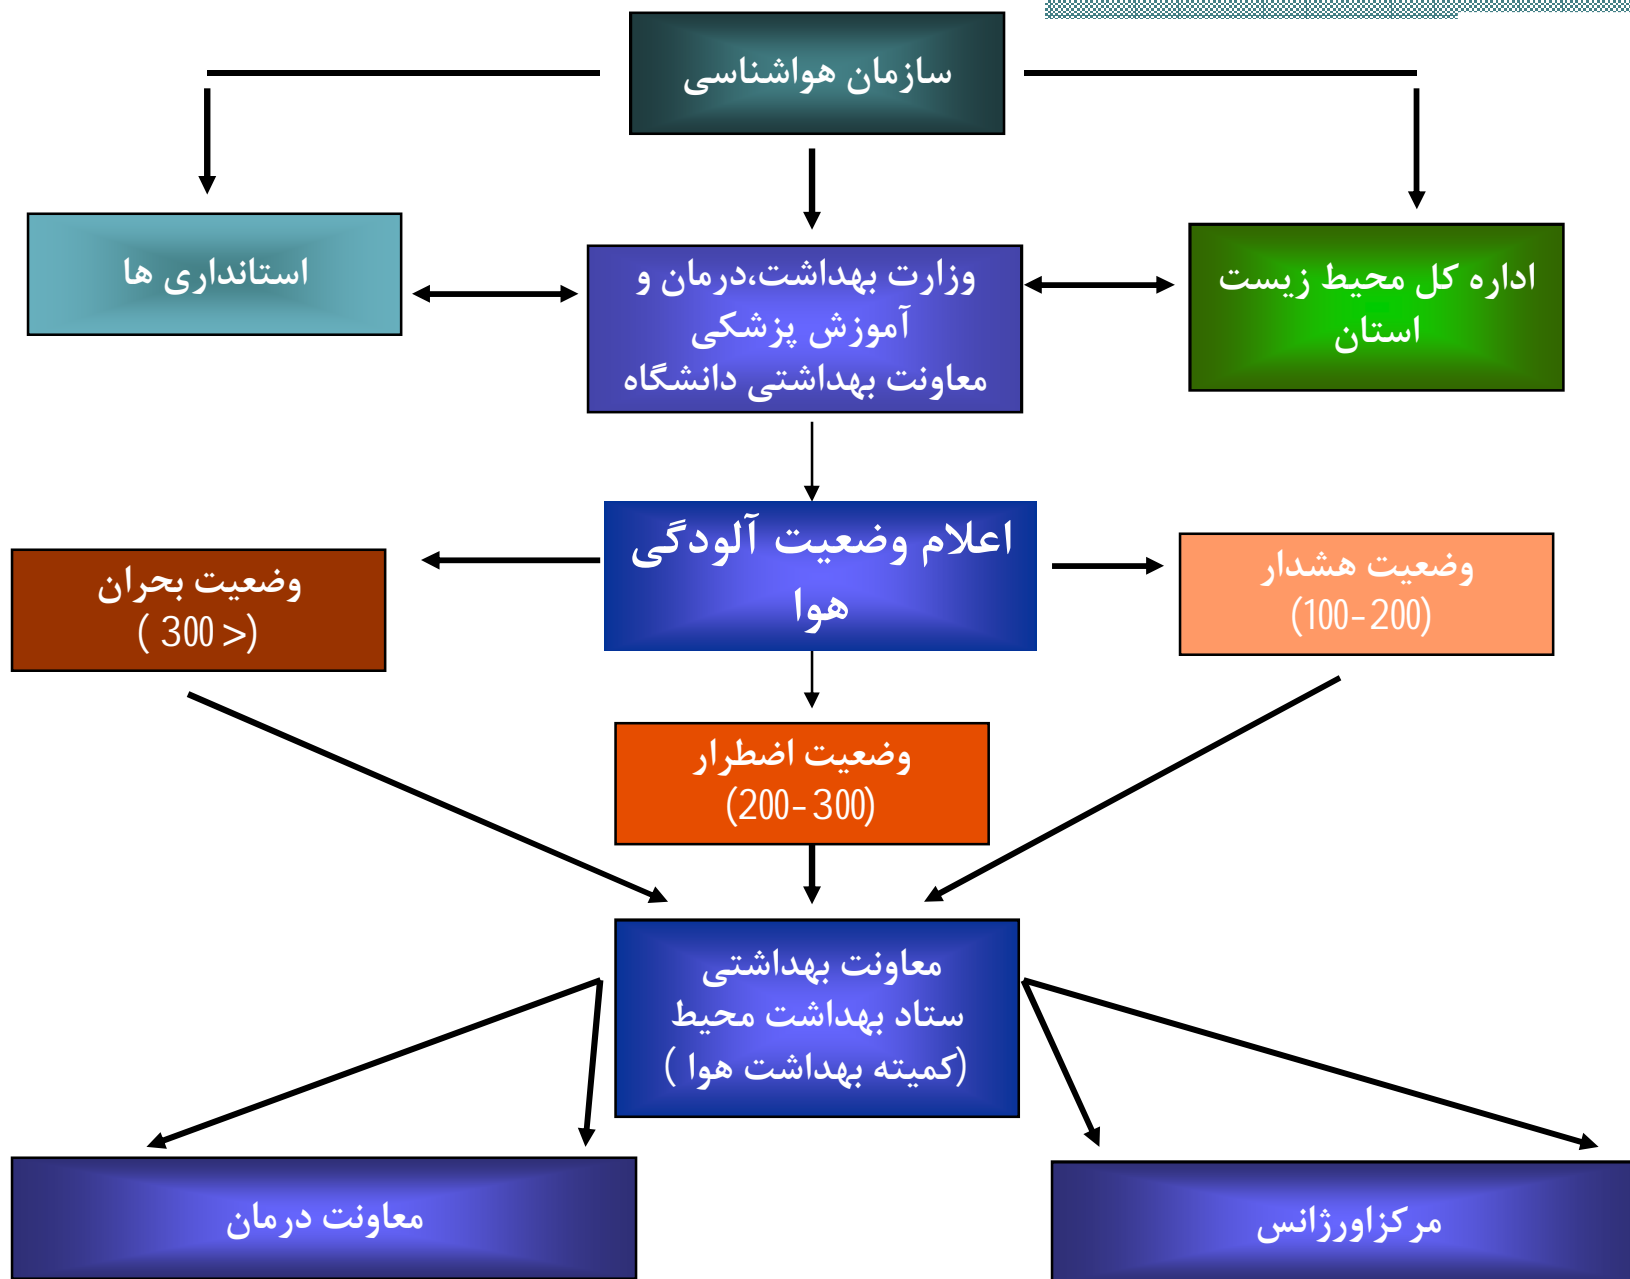 سازمان هواشناسی
اداره کل محیط زیست
استان
وزارت بهداشت،درمان و
آموزش پزشکی
معاونت بهداشتی دانشگاه
استانداری ها
اعلام وضعیت آلودگی
هوا
وضعیت هشدار
(100-200)
وضعیت بحران
( 300 >)
وضعیت اضطرار
(200-300)
معاونت بهداشتی
ستاد بهداشت محیط
(کمیته بهداشت هوا )
مرکزاورژانس
معاونت درمان